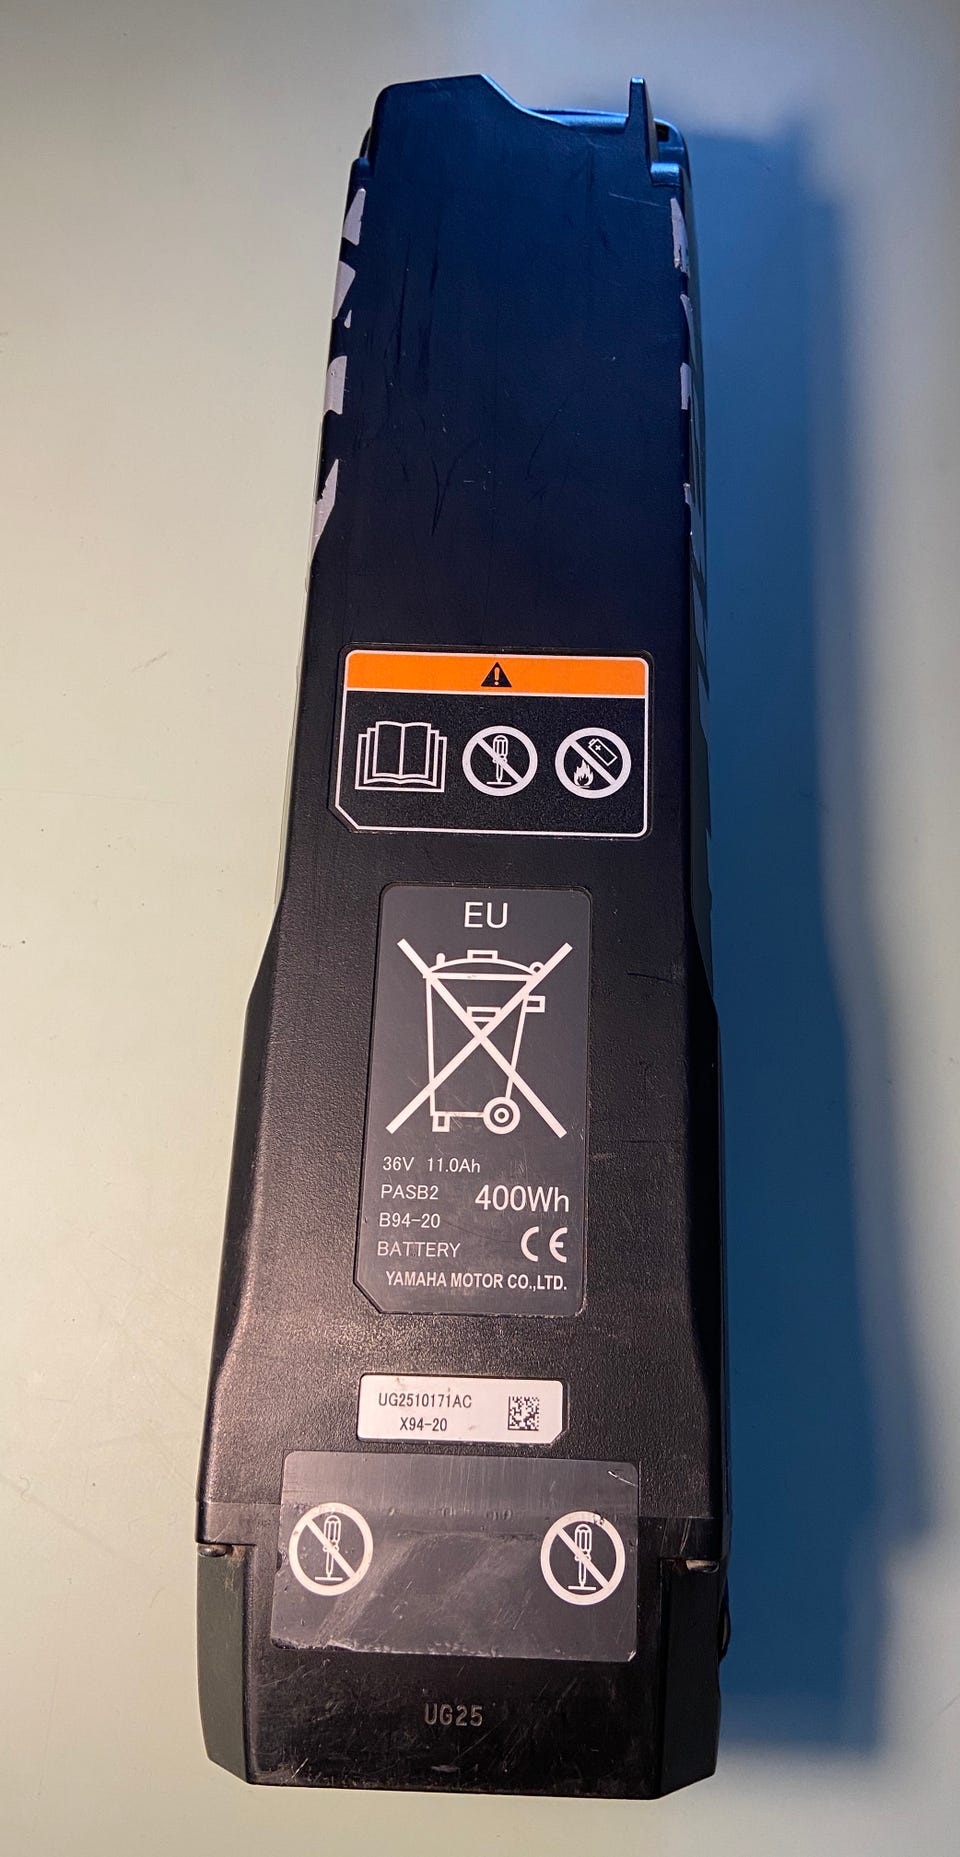 EU
36V 11.0Ah
PASB2
400Wh
B94-20
CE
BATTERY
YAMAHA MOTOR CO.,LTD.
UG2510171AC
X94-20
UG25